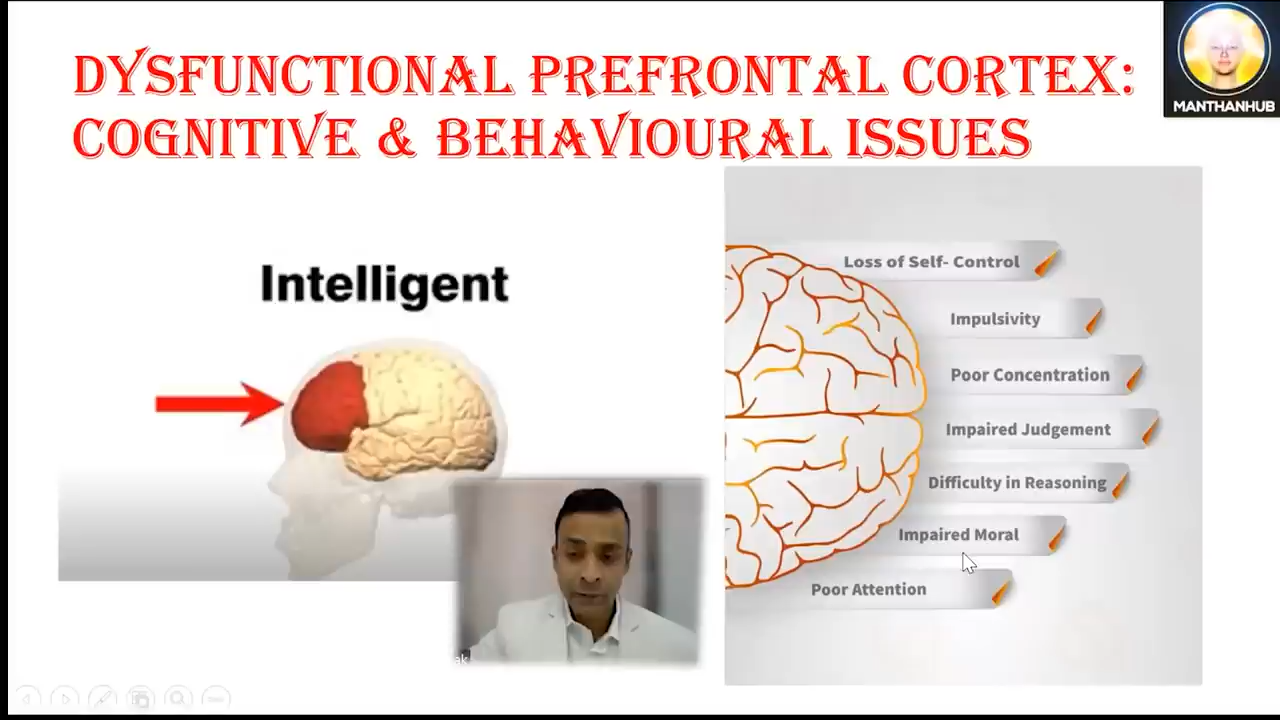 DYSFUNCTIONAL PREFRONTAL CORTEX:
COGNITIVE & BEHAVIOURAL ISSUES
MANTHANHUB
Intelligent
Loss of Self- Control
Impulsivity
Poor Concentration
Impaired Judgement
Difficulty in Reasoning
Impaired Moral
Poor Attention
ak